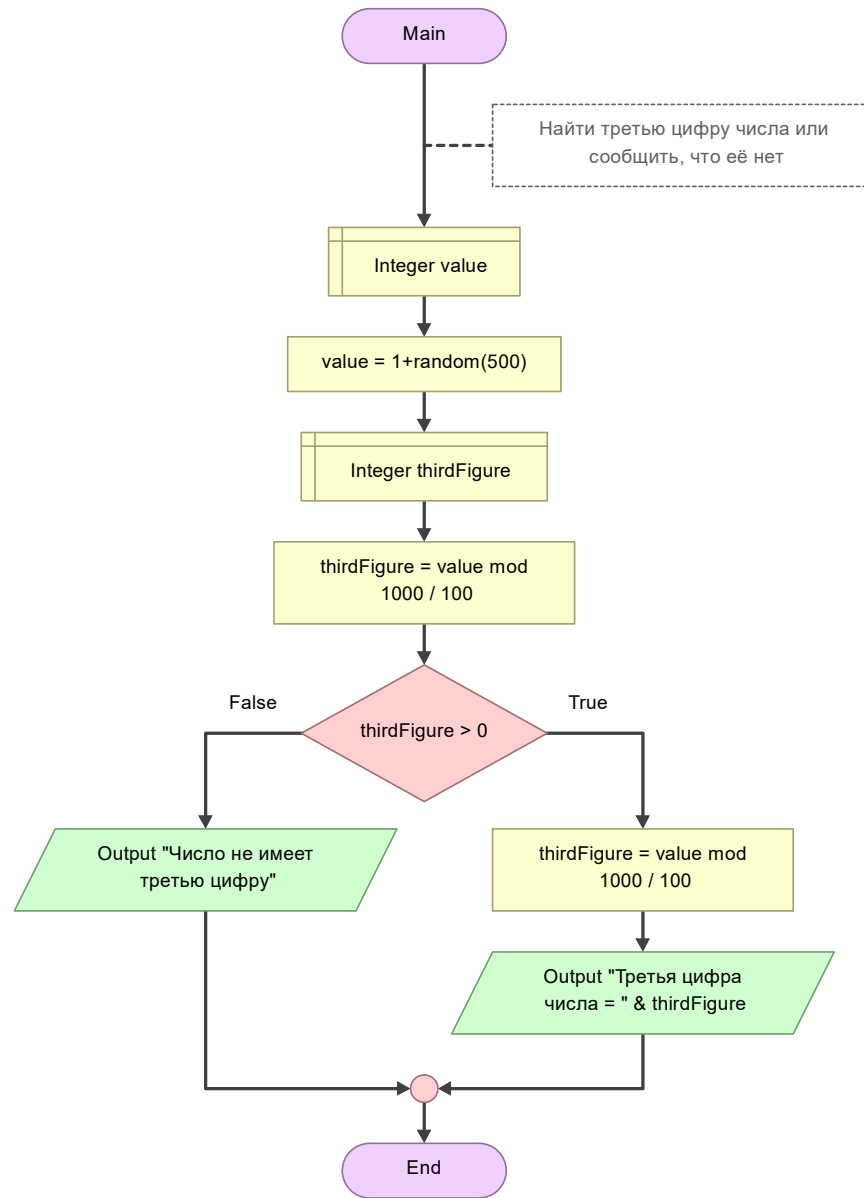 Main
Найти третью цифру числа или
сообщить, что её нет
Integer value
value = 1+random(500)
Integer thirdFigure
thirdFigure = value mod
1000 / 100
False
True
thirdFigure > 0
Output "Число не имеет
третью цифру"
thirdFigure = value mod
1000 / 100
Output "Третья цифра
числа = " & thirdFigure
End